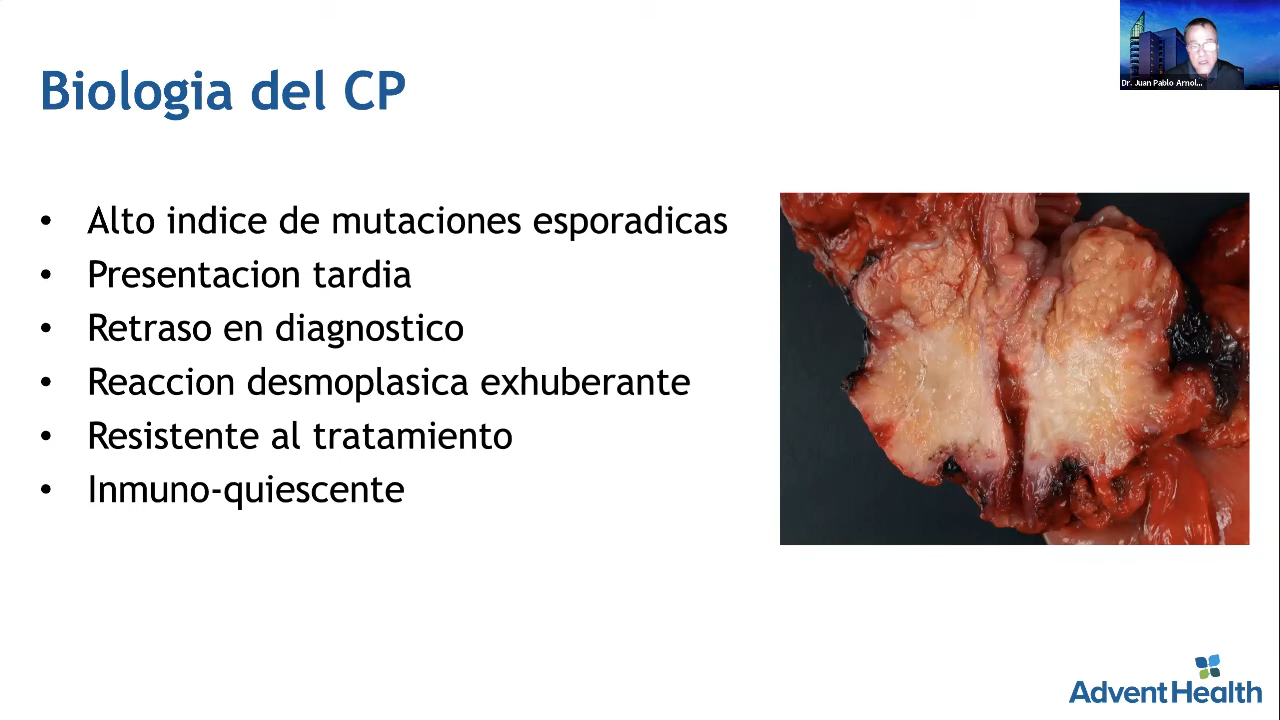 Dr. Juan Pablo Arnol...
Biologia del CP
• Alto indice de mutaciones esporadicas
• Presentacion tardia
• Retraso en diagnostico
• Reaccion desmoplasica exhuberante
• Resistente al tratamiento
• Inmuno-quiescente
AdventHealth